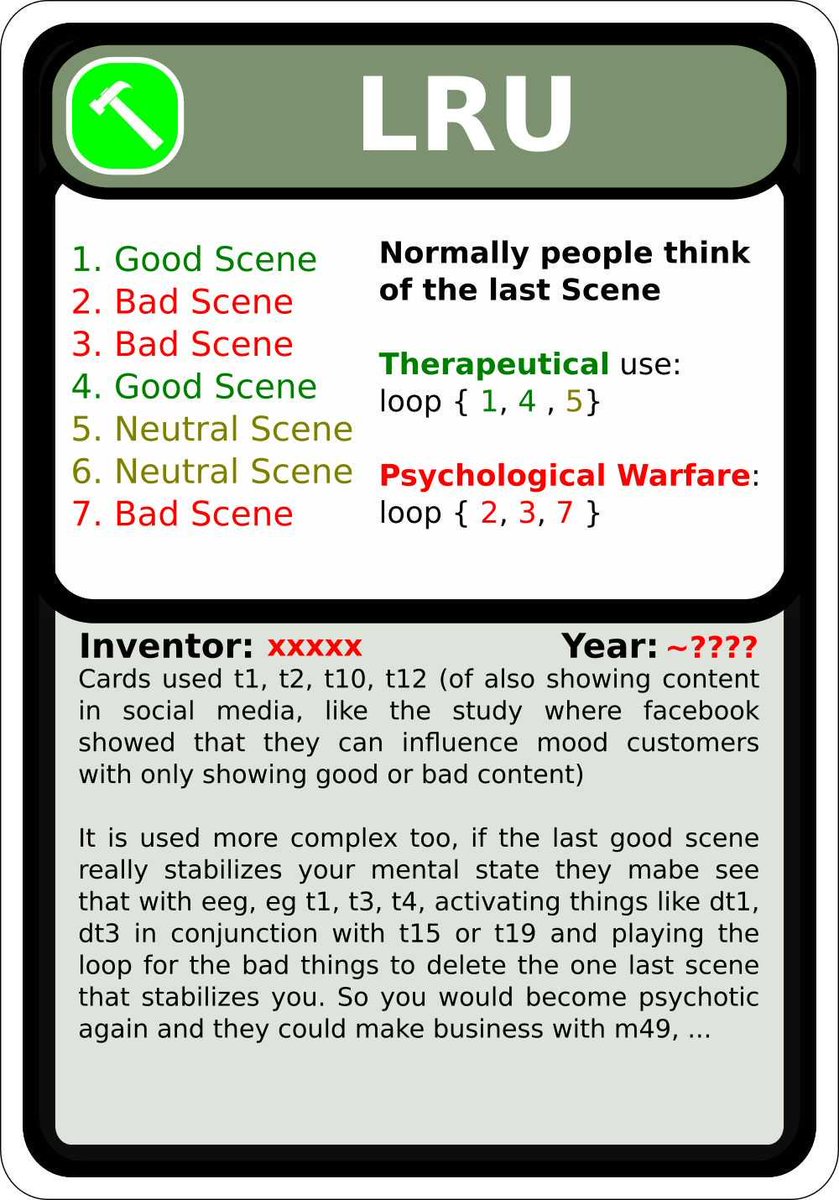 LRU
1. Good Scene
2. Bad Scene
3. Bad Scene
4. Good Scene
5. Neutral Scene
6. Neutral Scene
7. Bad Scene
Normally people think
of the last Scene
Therapeutical use:
loop { 1, 4 , 5}
Psychological Warfare:
loop { 2, 3, 7 }
Inventor: xxxxx Year: ~????
Cards used t1, t2, t10, t12 (of also showing content
in social media, like the study where facebook
showed that they can influence mood customers
with only showing good or bad content)
It is used more complex too, if the last good scene
really stabilizes your mental state they mabe see
that with eeg, eg t1, t3, t4, activating things like dt1,
dt3 in conjunction with t15 or t19 and playing the
loop for the bad things to delete the one last scene
that stabilizes you. So you would become psychotic
again and they could make business with m49, ...